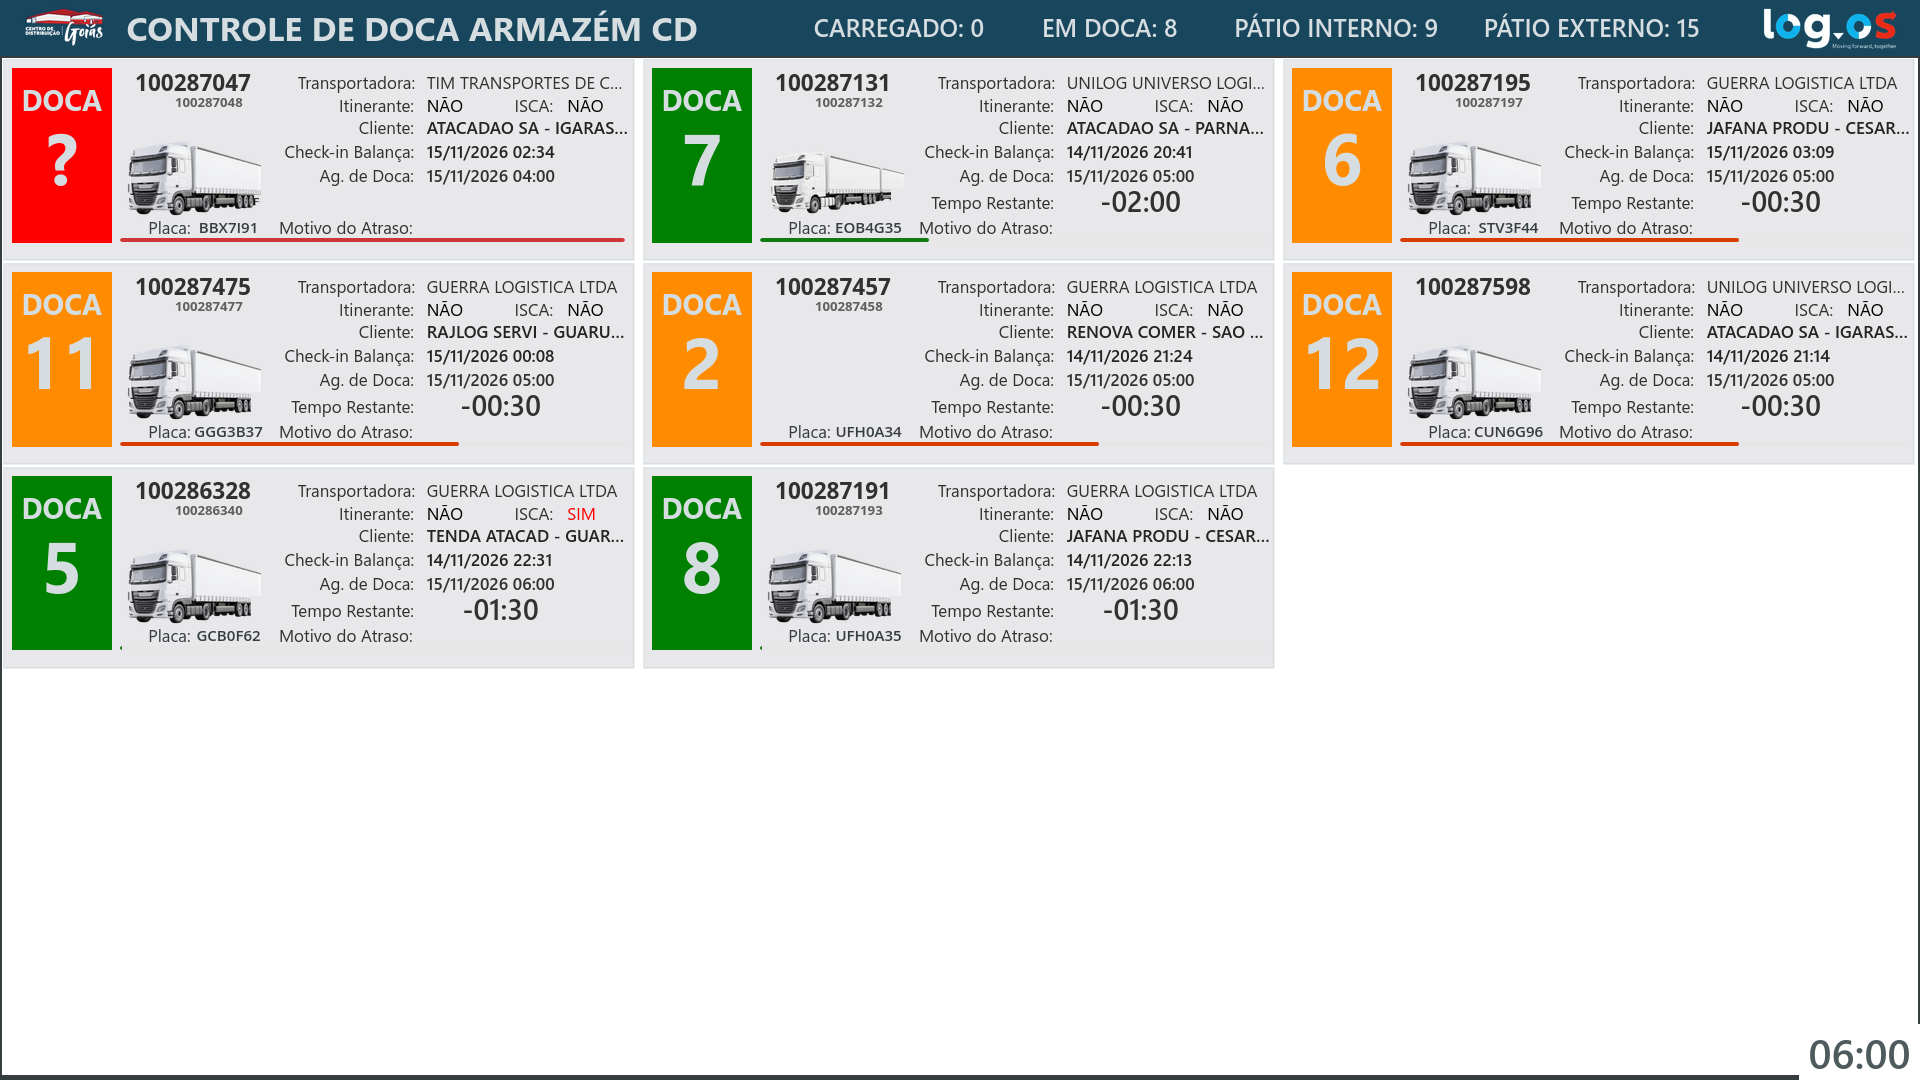 CENTRO DE DISTRIBUIÇÃO Goiás
CONTROLE DE DOCA ARMAZÉM CD
CARREGADO: 0
EM DOCA: 8
PÁTIO INTERNO: 9
PÁTIO EXTERNO: 15
log.os
Moving forward, together
DOCA
?
100287047
100287048
Transportadora: TIM TRANSPORTES DE C...
Itinerante: NÃO ISCA: NÃO
Cliente: ATACADAO SA - IGARAS...
Check-in Balança: 15/11/2026 02:34
Ag. de Doca: 15/11/2026 04:00
Placa: BBX7I91 Motivo do Atraso:
DOCA
7
100287131
100287132
Transportadora: UNILOG UNIVERSO LOGI...
Itinerante: NÃO ISCA: NÃO
Cliente: ATACADAO SA - PARNA...
Check-in Balança: 14/11/2026 20:41
Ag. de Doca: 15/11/2026 05:00
Tempo Restante: -02:00
Placa: EOB4G35 Motivo do Atraso:
DOCA
6
100287195
100287197
Transportadora: GUERRA LOGISTICA LTDA
Itinerante: NÃO ISCA: NÃO
Cliente: JAFANA PRODU - CESAR...
Check-in Balança: 15/11/2026 03:09
Ag. de Doca: 15/11/2026 05:00
Tempo Restante: -00:30
Placa: STV3F44 Motivo do Atraso:
DOCA
11
100287475
100287477
Transportadora: GUERRA LOGISTICA LTDA
Itinerante: NÃO ISCA: NÃO
Cliente: RAJLOG SERVI - GUARU...
Check-in Balança: 15/11/2026 00:08
Ag. de Doca: 15/11/2026 05:00
Tempo Restante: -00:30
Placa: GGG3B37 Motivo do Atraso:
DOCA
2
100287457
100287458
Transportadora: GUERRA LOGISTICA LTDA
Itinerante: NÃO ISCA: NÃO
Cliente: RENOVA COMER - SAO ...
Check-in Balança: 14/11/2026 21:24
Ag. de Doca: 15/11/2026 05:00
Tempo Restante: -00:30
Placa: UFH0A34 Motivo do Atraso:
DOCA
12
100287598
Transportadora: UNILOG UNIVERSO LOGI...
Itinerante: NÃO ISCA: NÃO
Cliente: ATACADAO SA - IGARAS...
Check-in Balança: 14/11/2026 21:14
Ag. de Doca: 15/11/2026 05:00
Tempo Restante: -00:30
Placa: CUN6G96 Motivo do Atraso:
DOCA
5
100286328
100286340
Transportadora: GUERRA LOGISTICA LTDA
Itinerante: NÃO ISCA: SIM
Cliente: TENDA ATACAD - GUAR...
Check-in Balança: 14/11/2026 22:31
Ag. de Doca: 15/11/2026 06:00
Tempo Restante: -01:30
Placa: GCB0F62 Motivo do Atraso:
DOCA
8
100287191
100287193
Transportadora: GUERRA LOGISTICA LTDA
Itinerante: NÃO ISCA: NÃO
Cliente: JAFANA PRODU - CESAR...
Check-in Balança: 14/11/2026 22:13
Ag. de Doca: 15/11/2026 06:00
Tempo Restante: -01:30
Placa: UFH0A35 Motivo do Atraso:
06:00